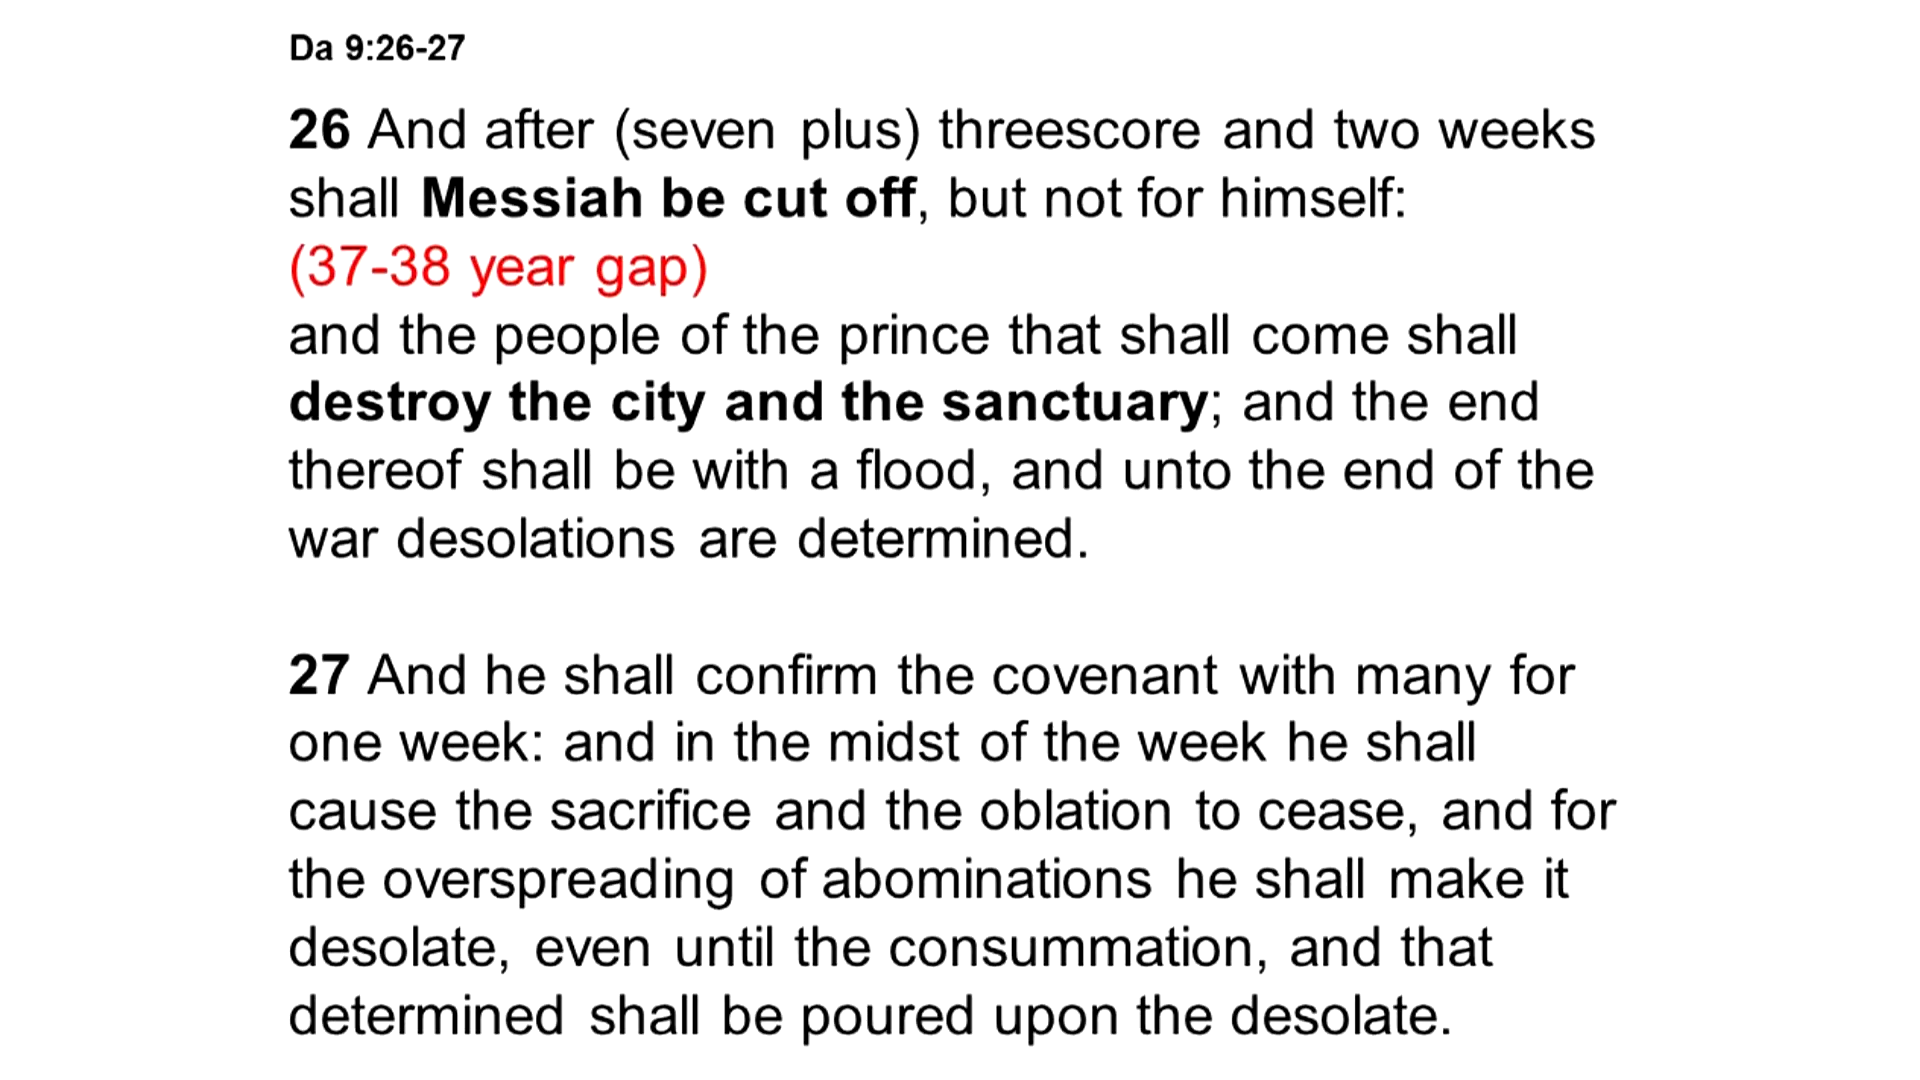 Da 9:26-27
26 And after (seven plus) threescore and two weeks
shall Messiah be cut off, but not for himself:
(37-38 year gap)
and the people of the prince that shall come shall
destroy the city and the sanctuary; and the end
thereof shall be with a flood, and unto the end of the
war desolations are determined.
27 And he shall confirm the covenant with many for
one week: and in the midst of the week he shall
cause the sacrifice and the oblation to cease, and for
the overspreading of abominations he shall make it
desolate, even until the consummation, and that
determined shall be poured upon the desolate.